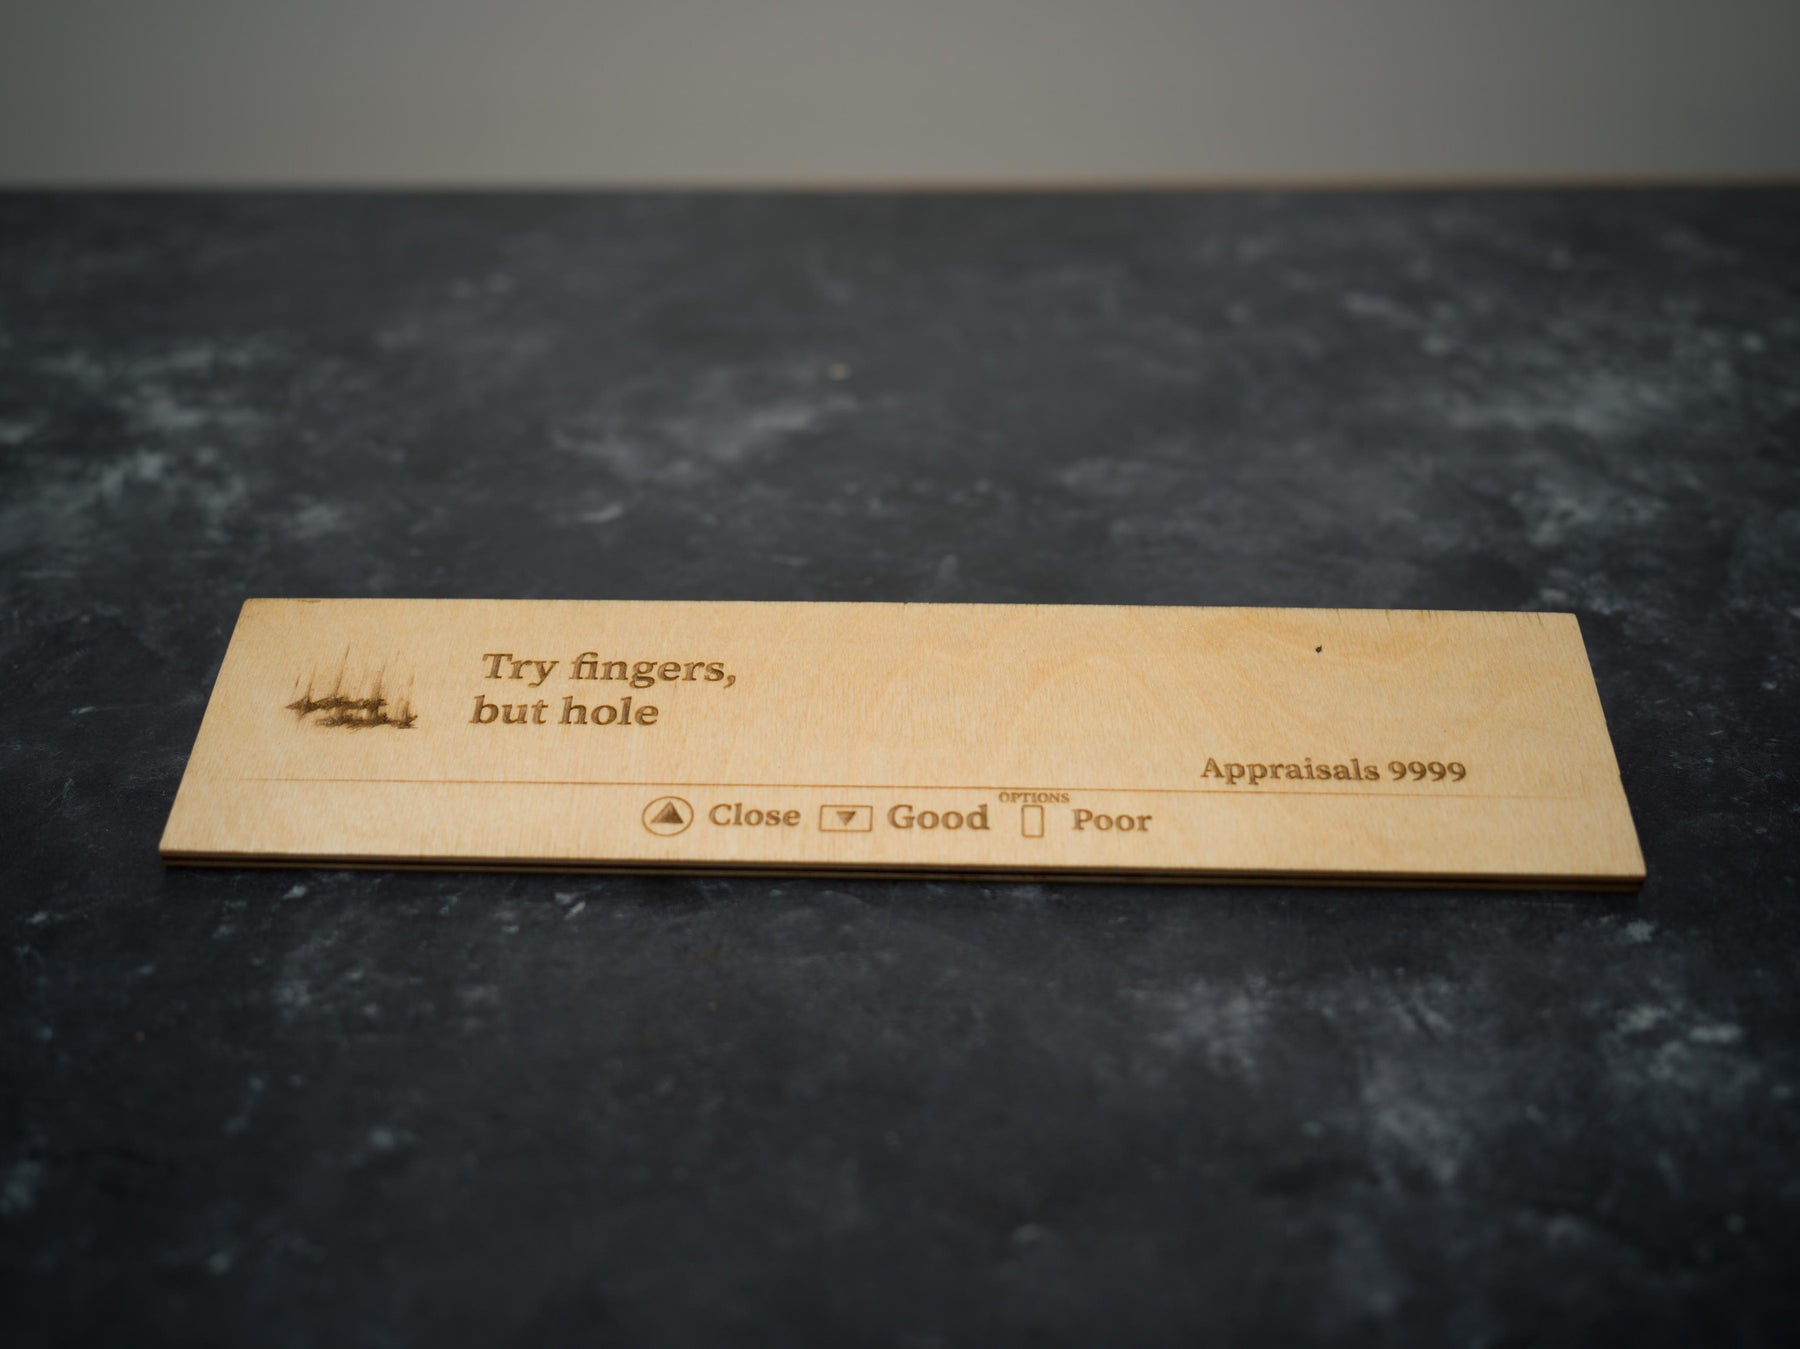 Try fingers,
but hole
Appraisals 9999
Close Good OPTIONS Poor